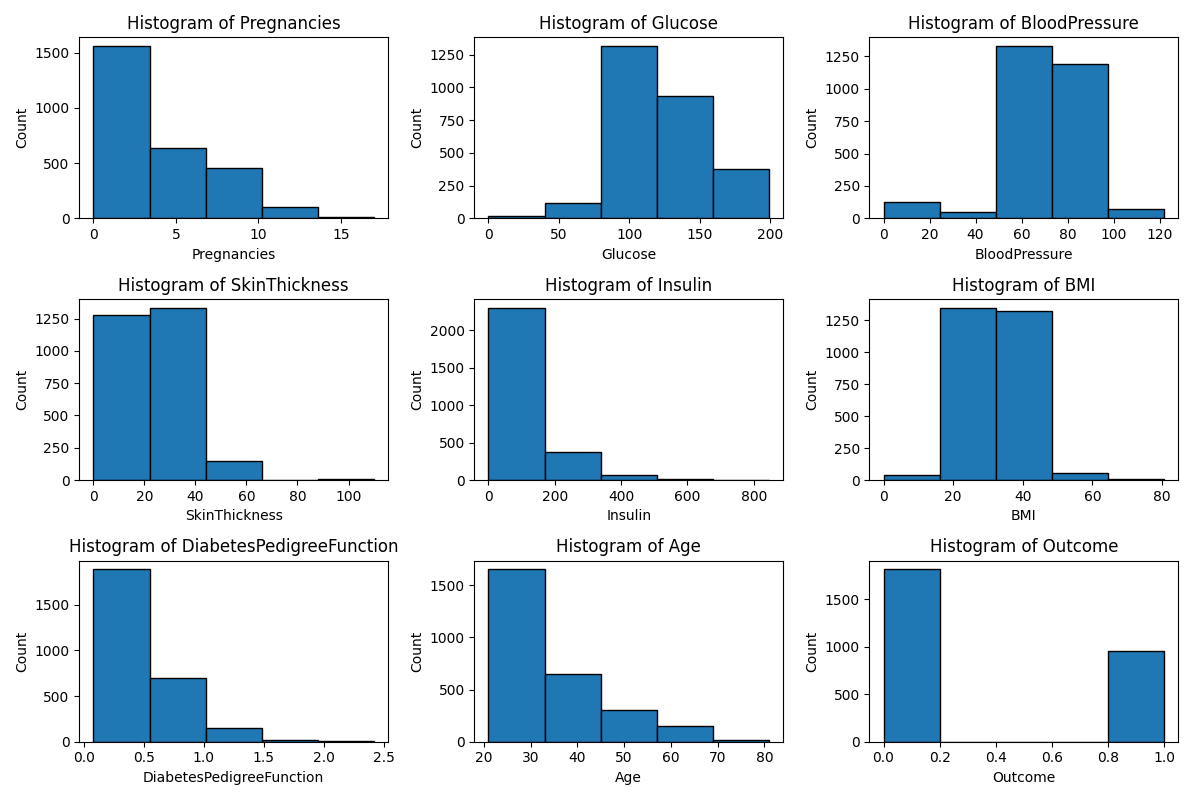 Histogram of Pregnancies
1500
1000
500
0
Count
0 5 10 15
Pregnancies
Histogram of Glucose
1250
1000
750
500
250
0
Count
0 50 100 150 200
Glucose
Histogram of BloodPressure
1250
1000
750
500
250
0
Count
0 20 40 60 80 100 120
BloodPressure
Histogram of SkinThickness
1250
1000
750
500
250
0
Count
0 20 40 60 80 100
SkinThickness
Histogram of Insulin
2000
1500
1000
500
0
Count
0 200 400 600 800
Insulin
Histogram of BMI
1250
1000
750
500
250
0
Count
0 20 40 60 80
BMI
Histogram of DiabetesPedigreeFunction
1500
1000
500
0
Count
0.0 0.5 1.0 1.5 2.0 2.5
DiabetesPedigreeFunction
Histogram of Age
1500
1000
500
0
Count
20 30 40 50 60 70 80
Age
Histogram of Outcome
1500
1000
500
0
Count
0.0 0.2 0.4 0.6 0.8 1.0
Outcome